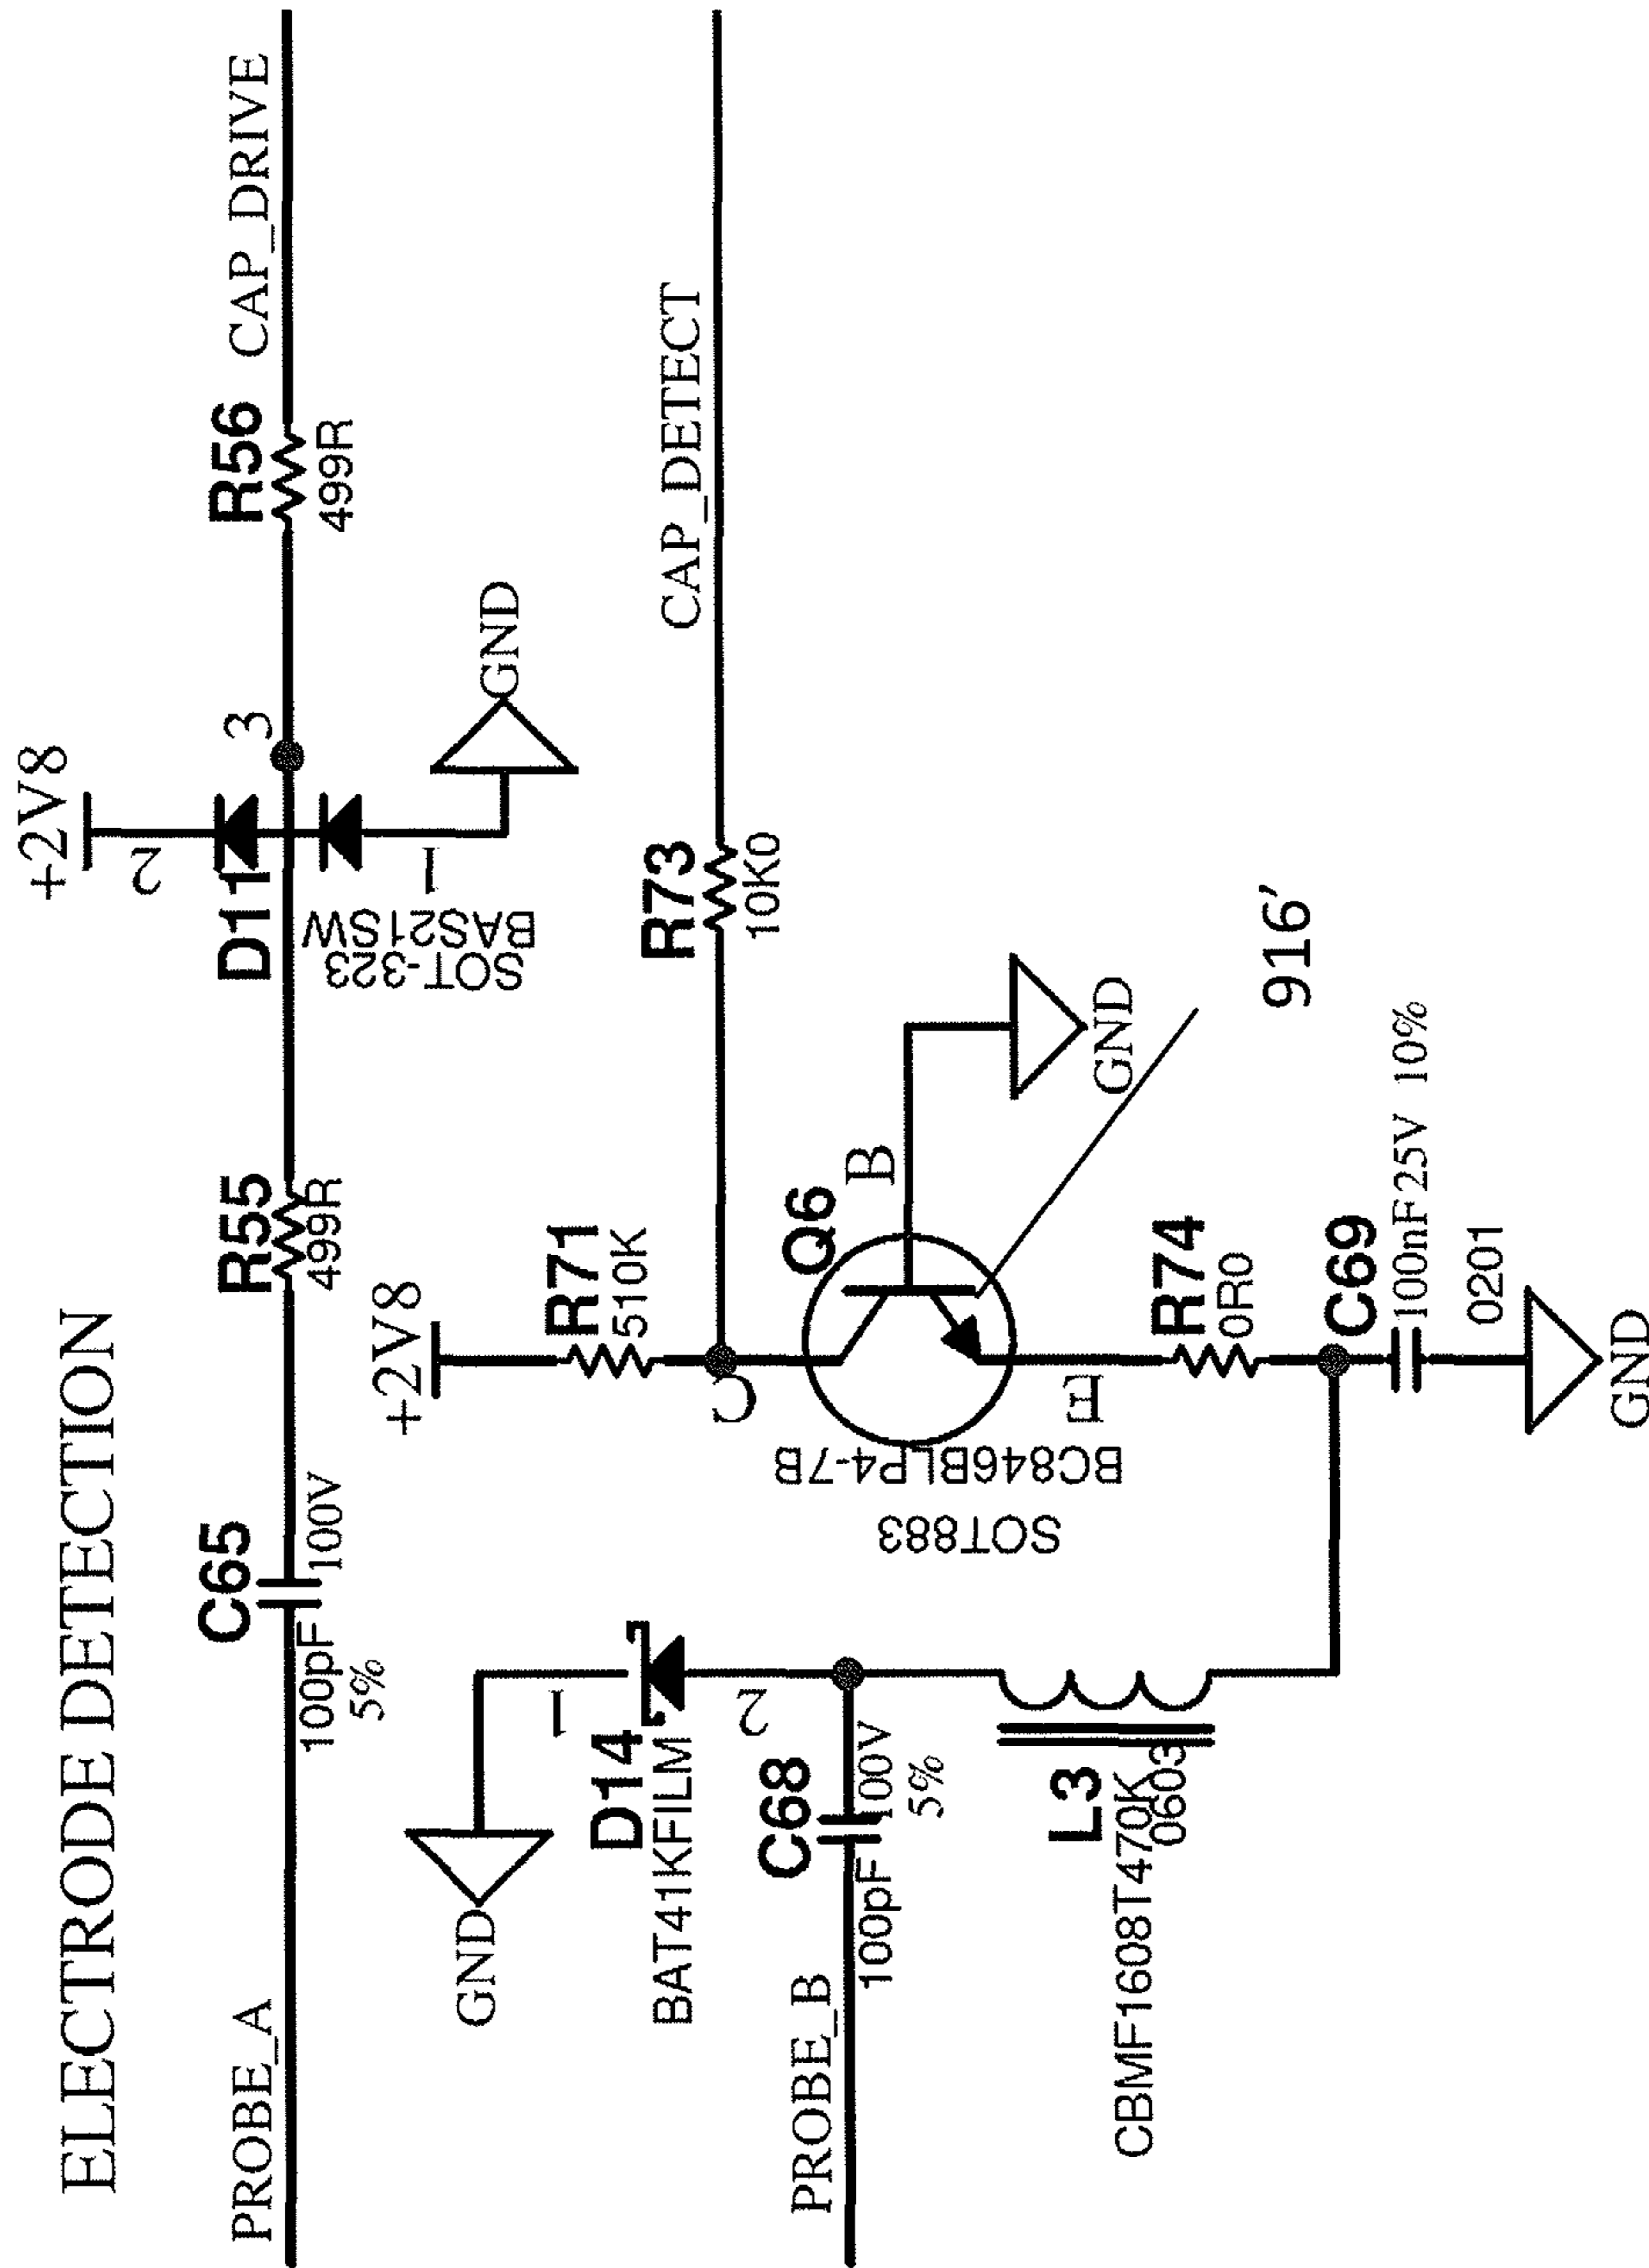 ELECTRODE DETECTION
PROBE_A
C65
100pF
100V
5%
R55
499R
D11
SOT-323
BAS21SW
+2V8
2
1
3
GND
R56
499R
CAP_DRIVE
GND
1
D14
BAT41KFILM
2
+2V8
R71
510K
C
R73
10K0
CAP_DETECT
PROBE_B
C68
100pF
100V
5%
Q6
B
GND
E
BC846BLP4-7B
SOT883
916'
L3
CBMF1608T470K
0603
R74
0R0
C69
100nF25V 10%
0201
GND